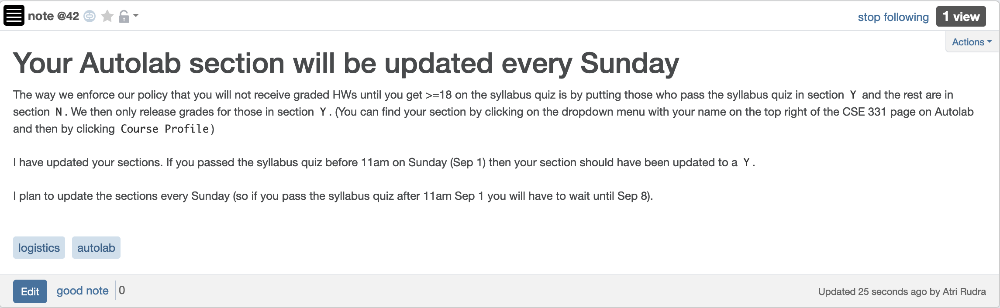 note @42
stop following
1 view
Actions
Your Autolab section will be updated every Sunday
The way we enforce our policy that you will not receive graded HWs until you get >=18 on the syllabus quiz is by putting those who pass the syllabus quiz in section Y and the rest are in
section N. We then only release grades for those in section Y. (You can find your section by clicking on the dropdown menu with your name on the top right of the CSE 331 page on Autolab
and then by clicking Course Profile)
I have updated your sections. If you passed the syllabus quiz before 11am on Sunday (Sep 1) then your section should have been updated to a Y.
I plan to update the sections every Sunday (so if you pass the syllabus quiz after 11am Sep 1 you will have to wait until Sep 8).
logistics autolab
Edit good note 0
Updated 25 seconds ago by Atri Rudra